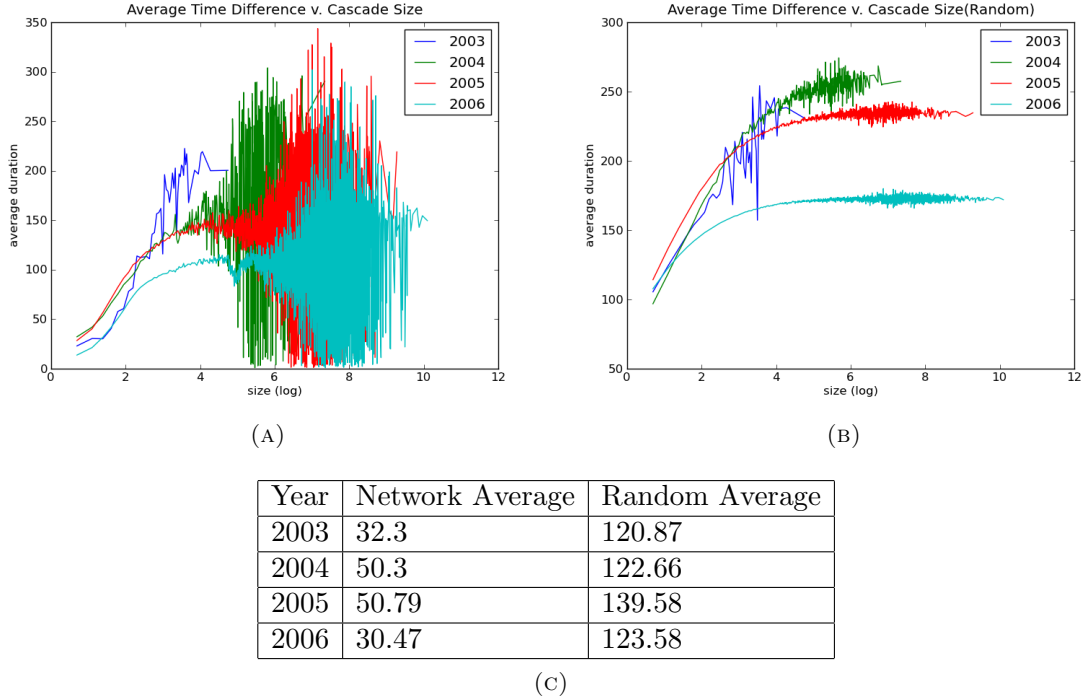 Average Time Difference v. Cascade Size
350
300
250
200
150
100
50
0
average duration
2003
2004
2005
2006
0 2 4 6 8 10 12
size (log)
(A)
Average Time Difference v. Cascade Size(Random)
300
250
200
150
100
50
average duration
2003
2004
2005
2006
0 2 4 6 8 10 12
size (log)
(B)
Year Network Average Random Average
2003 32.3 120.87
2004 50.3 122.66
2005 50.79 139.58
2006 30.47 123.58
(C)